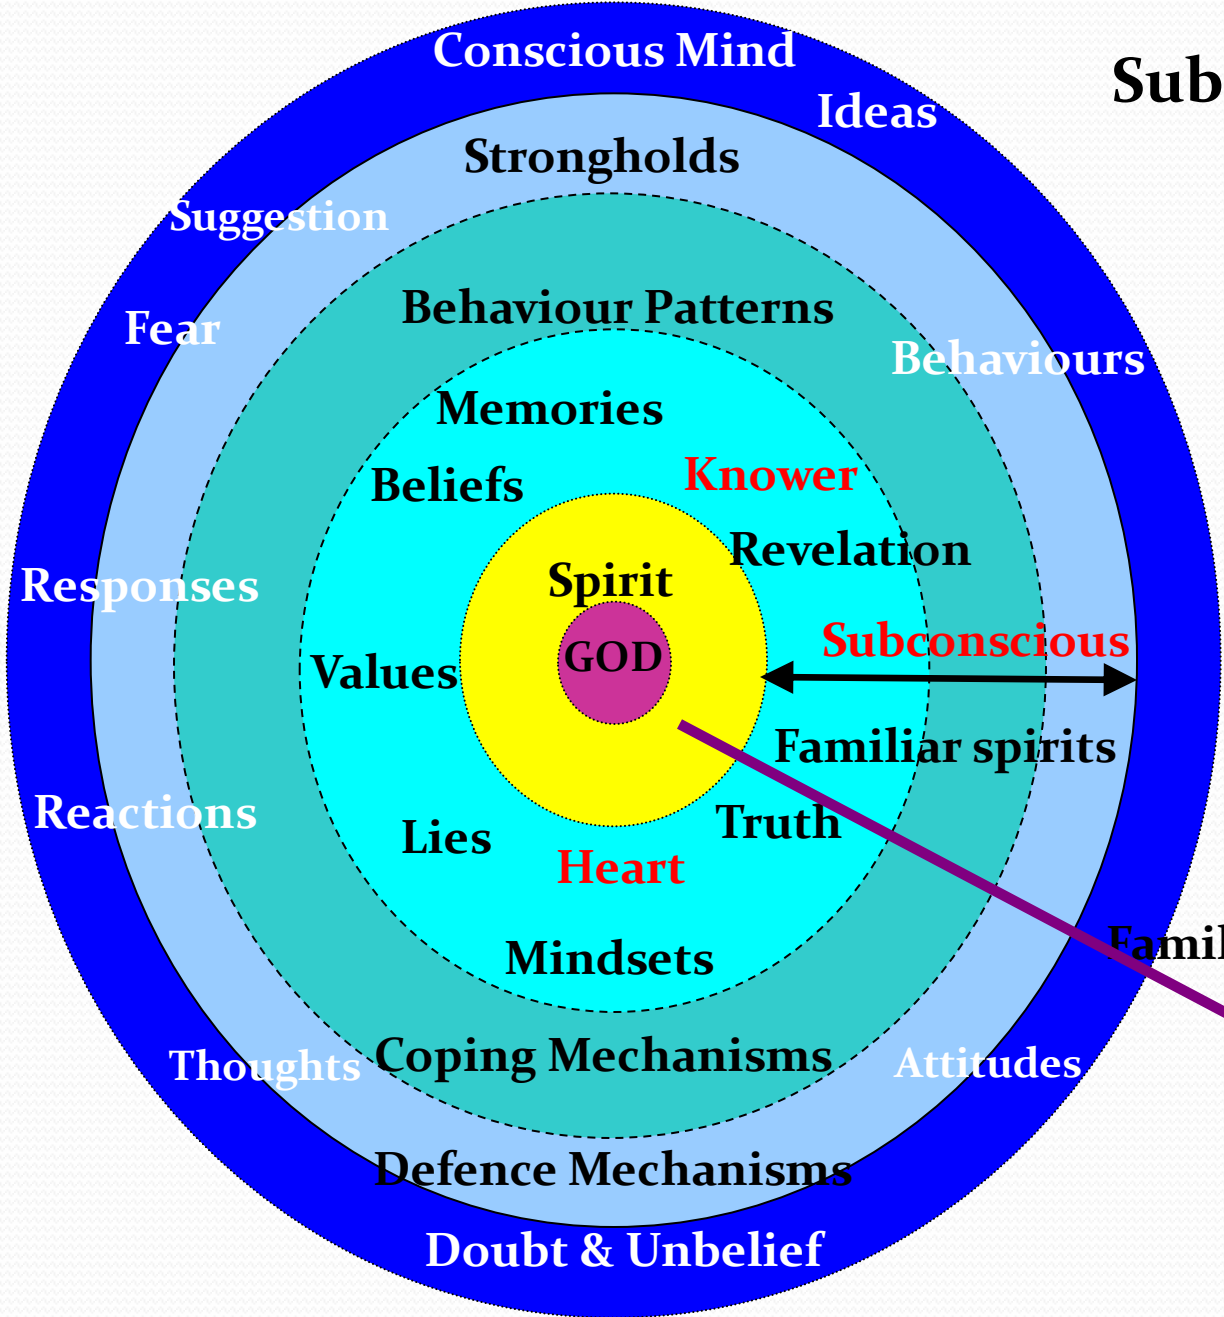 Conscious Mind
Sub
Ideas
Strongholds
Suggestion
Behaviour Patterns
Fear
Behaviours
Memories
Knower
Beliefs
Revelation
Spirit
Responses
Subconscious
GOD
Values
Familiar spirits
Reactions
Truth
Lies
Heart
Famil
Mindsets
Coping Mechanisms
Thoughts
Attitudes
Defence Mechanisms
Doubt & Unbelief